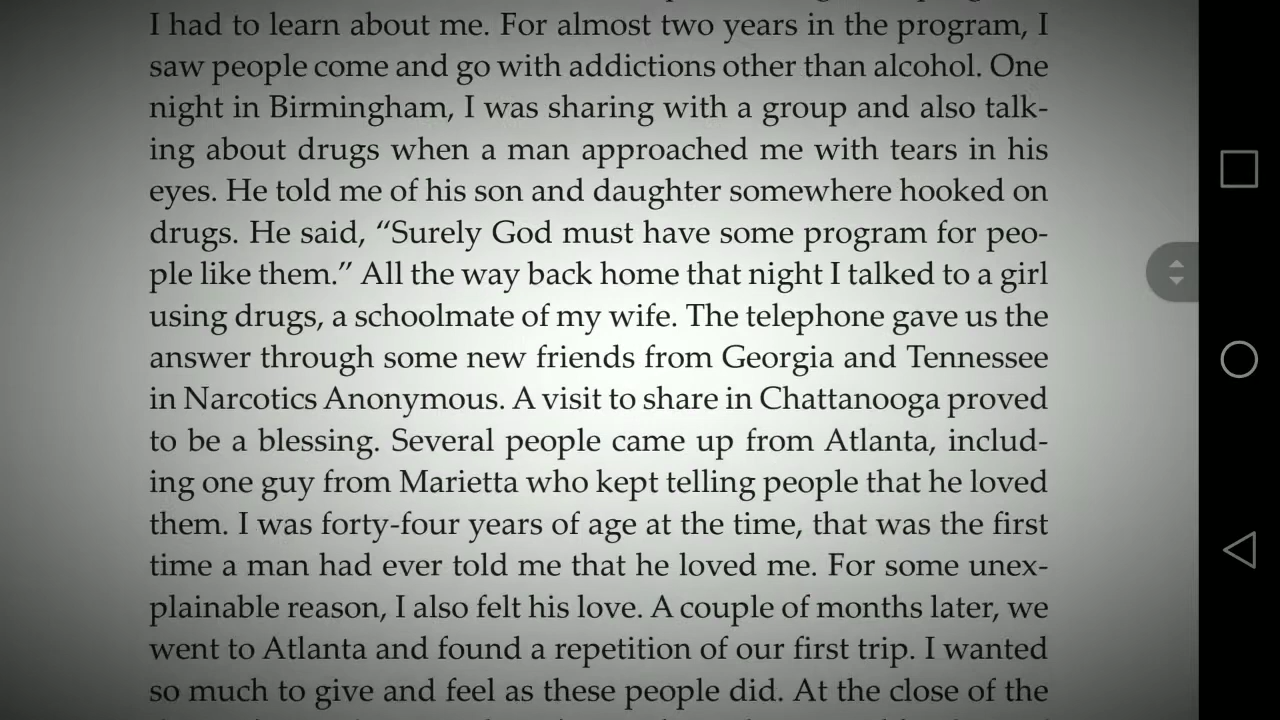 I had to learn about me. For almost two years in the program, I
saw people come and go with addictions other than alcohol. One
night in Birmingham, I was sharing with a group and also talk-
ing about drugs when a man approached me with tears in his
eyes. He told me of his son and daughter somewhere hooked on
drugs. He said, “Surely God must have some program for peo-
ple like them.” All the way back home that night I talked to a girl
using drugs, a schoolmate of my wife. The telephone gave us the
answer through some new friends from Georgia and Tennessee
in Narcotics Anonymous. A visit to share in Chattanooga proved
to be a blessing. Several people came up from Atlanta, includ-
ing one guy from Marietta who kept telling people that he loved
them. I was forty-four years of age at the time, that was the first
time a man had ever told me that he loved me. For some unex-
plainable reason, I also felt his love. A couple of months later, we
went to Atlanta and found a repetition of our first trip. I wanted
so much to give and feel as these people did. At the close of the